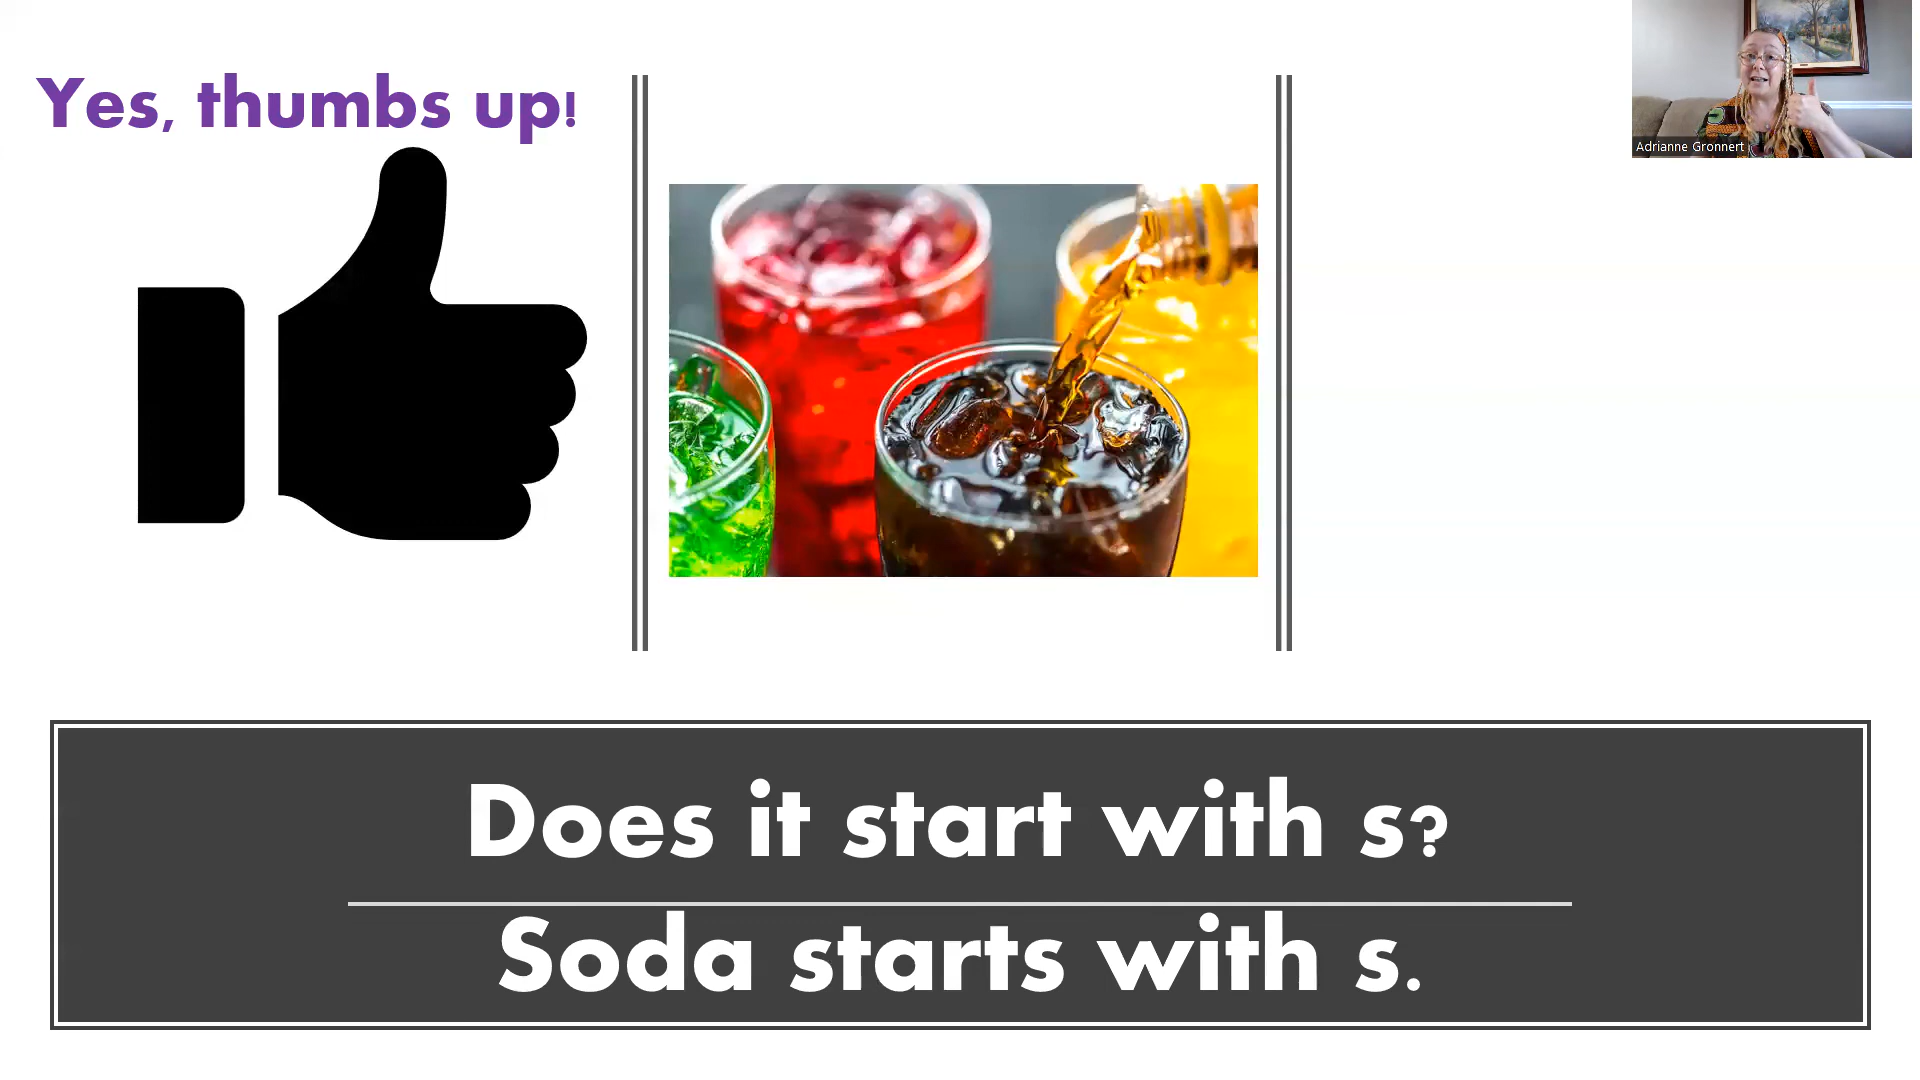 Yes, thumbs up!
Adrianne Gronnert
Does it start with s?
Soda starts with s.